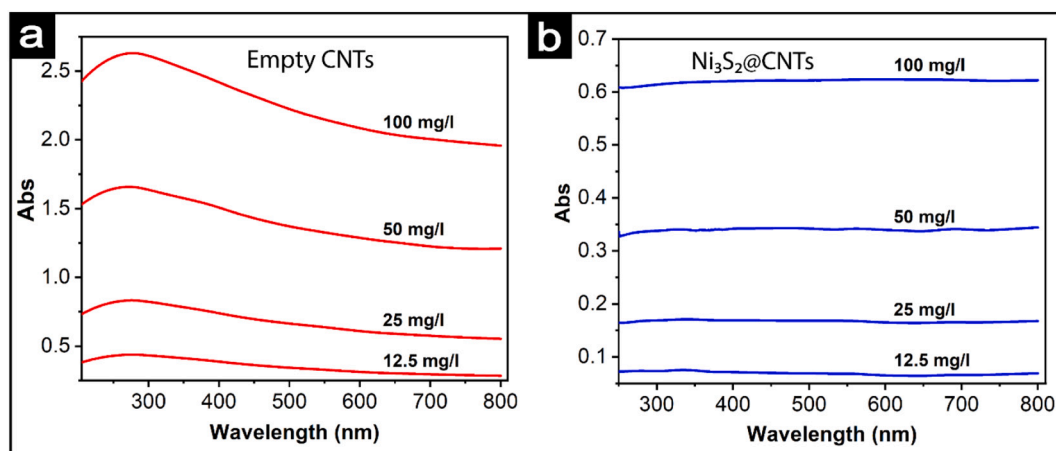 a
Empty CNTs
Abs
2.5
2.0
1.5
1.0
0.5
100 mg/l
50 mg/l
25 mg/l
12.5 mg/l
300 400 500 600 700 800
Wavelength (nm)
b
Ni₃S₂@CNTs
Abs
0.7
0.6
0.5
0.4
0.3
0.2
0.1
100 mg/l
50 mg/l
25 mg/l
12.5 mg/l
300 400 500 600 700 800
Wavelength (nm)